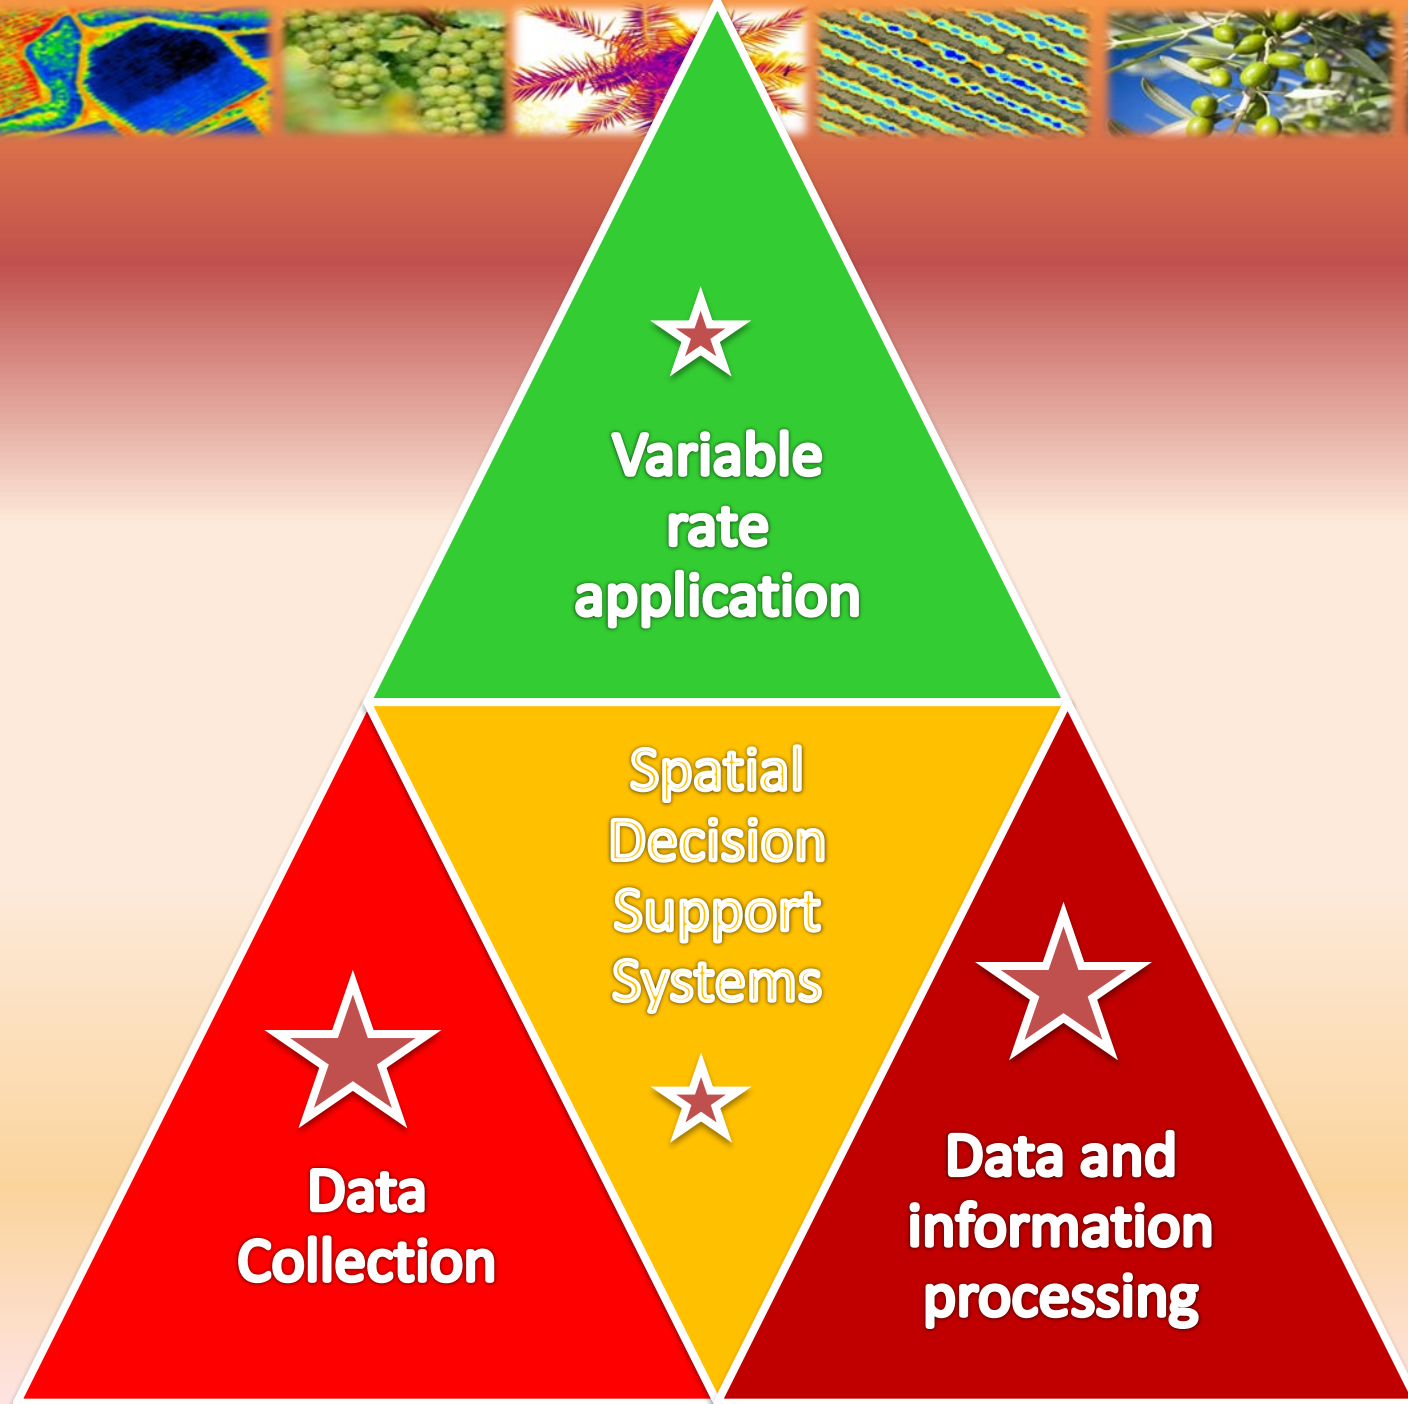 Variable
rate
application
Spatial
Decision
Support
Systems
Data
Collection
Data and
information
processing